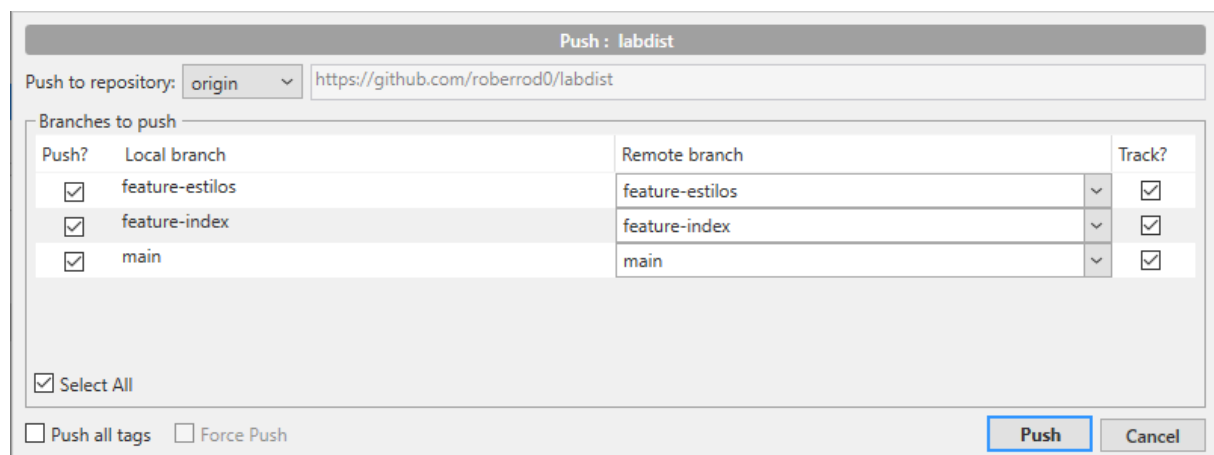 Push : labdist
Push to repository: origin https://github.com/roberrod0/labdist
Branches to push
Push? Local branch Remote branch Track?
feature-estilos feature-estilos
feature-index feature-index
main main
Select All
Push all tags Force Push Push Cancel